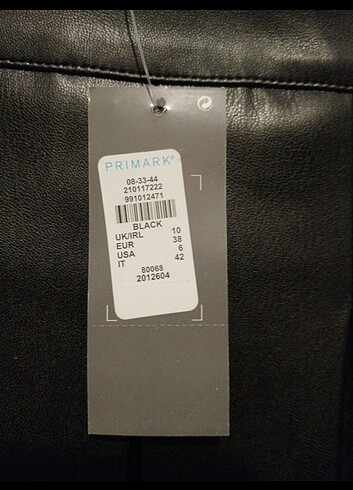 PRIMARK®
08-33-44
210117222
991012471
BLACK
UK/IRL 10
EUR 38
USA 6
IT 42
80068
2012604